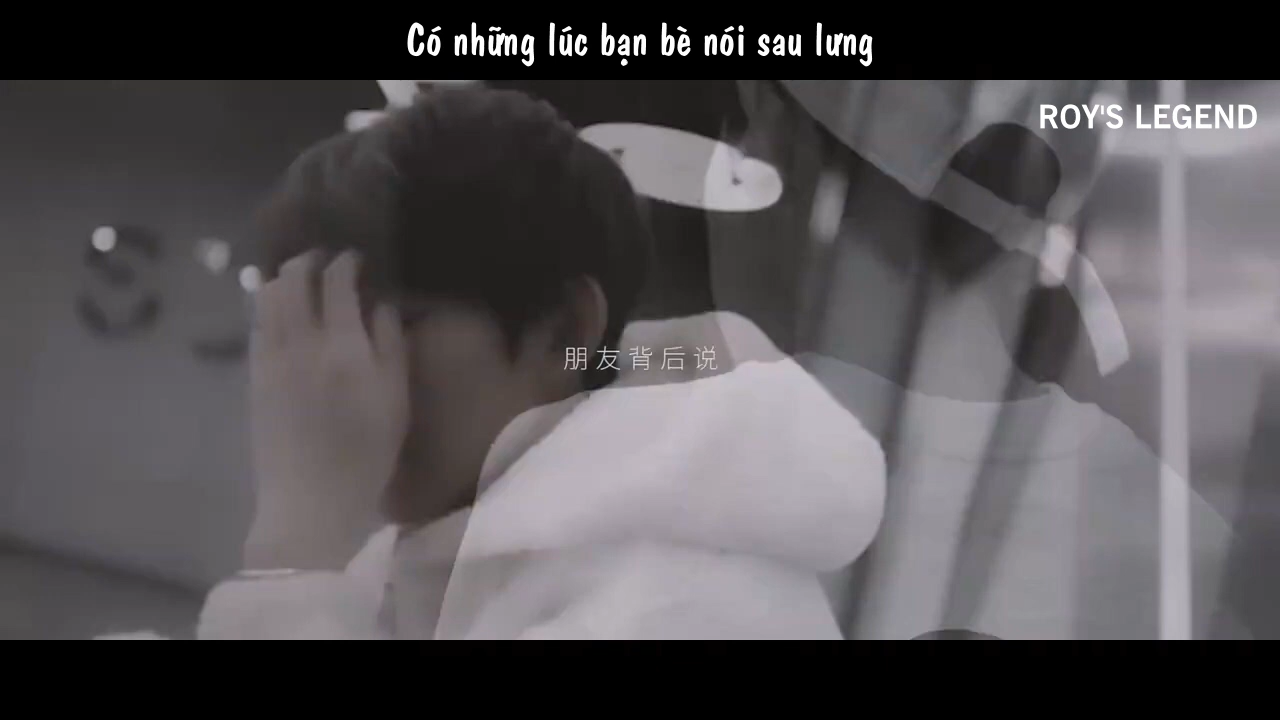 Có những lúc bạn bè nói sau lưng
ROY'S LEGEND
朋友背后说